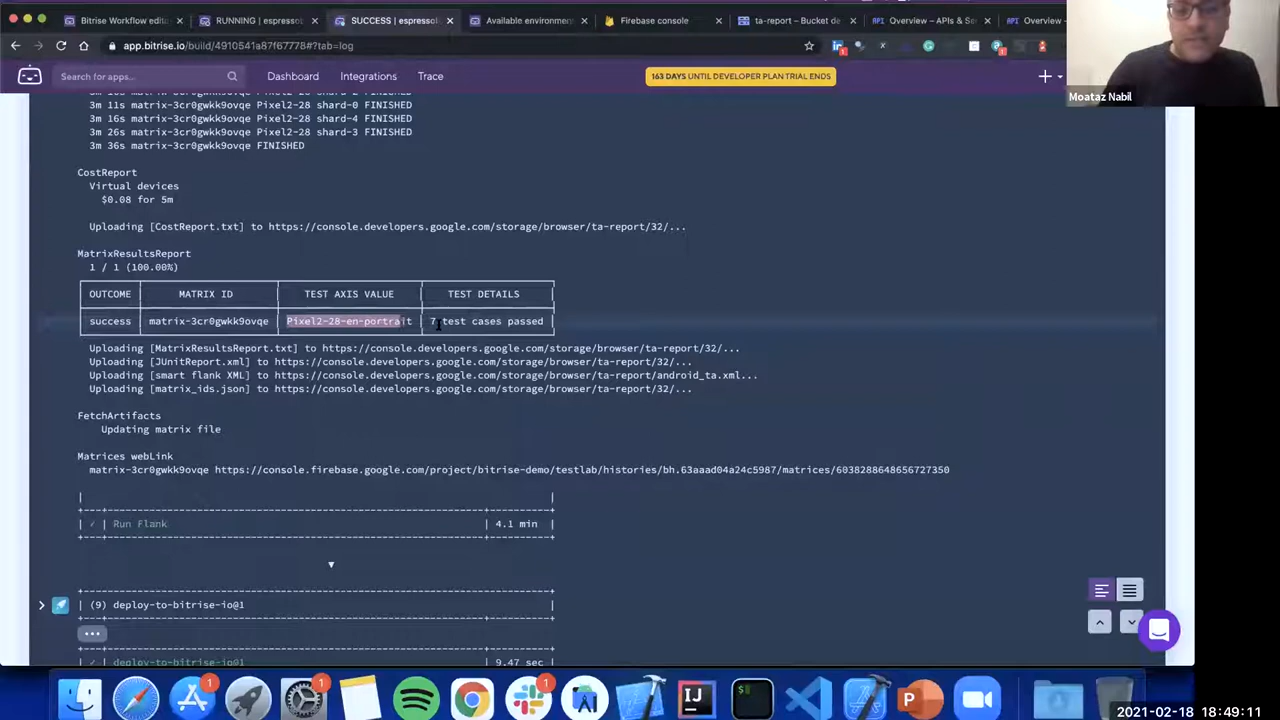 Bitrise Workflow edit
RUNNING | espresso
SUCCESS | espresso
Available environmen
Firebase console
ta-report – Bucket de
API Overview – APIs & Se
API Overview –
app.bitrise.io/build/4910541a87f67778#?tab=log
Search for apps...
Dashboard
Integrations
Trace
163 DAYS UNTIL DEVELOPER PLAN TRIAL ENDS
Moataz Nabil
3m 11s matrix-3cr0gwkk9ovqe Pixel2-28 shard-0 FINISHED
3m 16s matrix-3cr0gwkk9ovqe Pixel2-28 shard-4 FINISHED
3m 26s matrix-3cr0gwkk9ovqe Pixel2-28 shard-3 FINISHED
3m 36s matrix-3cr0gwkk9ovqe FINISHED
CostReport
Virtual devices
$0.08 for 5m
Uploading [CostReport.txt] to https://console.developers.google.com/storage/browser/ta-report/32/...
MatrixResultsReport
1 / 1 (100.00%)
OUTCOME MATRIX ID TEST AXIS VALUE TEST DETAILS
success matrix-3cr0gwkk9ovqe Pixel2-28-en-portrait 7 test cases passed
Uploading [MatrixResultsReport.txt] to https://console.developers.google.com/storage/browser/ta-report/32/...
Uploading [JUnitReport.xml] to https://console.developers.google.com/storage/browser/ta-report/32/...
Uploading [smart flank XML] to https://console.developers.google.com/storage/browser/ta-report/android_ta.xml...
Uploading [matrix_ids.json] to https://console.developers.google.com/storage/browser/ta-report/32/...
FetchArtifacts
Updating matrix file
Matrices webLink
matrix-3cr0gwkk9ovqe https://console.firebase.google.com/project/bitrise-demo/testlab/histories/bh.63aaad04a24c5987/matrices/6038288648656727350
✓ | Run Flank | 4.1 min
(9) deploy-to-bitrise-io@1
✓ | deploy-to-bitrise-io@1 | 9.47 sec
2021-02-18 18:49:11